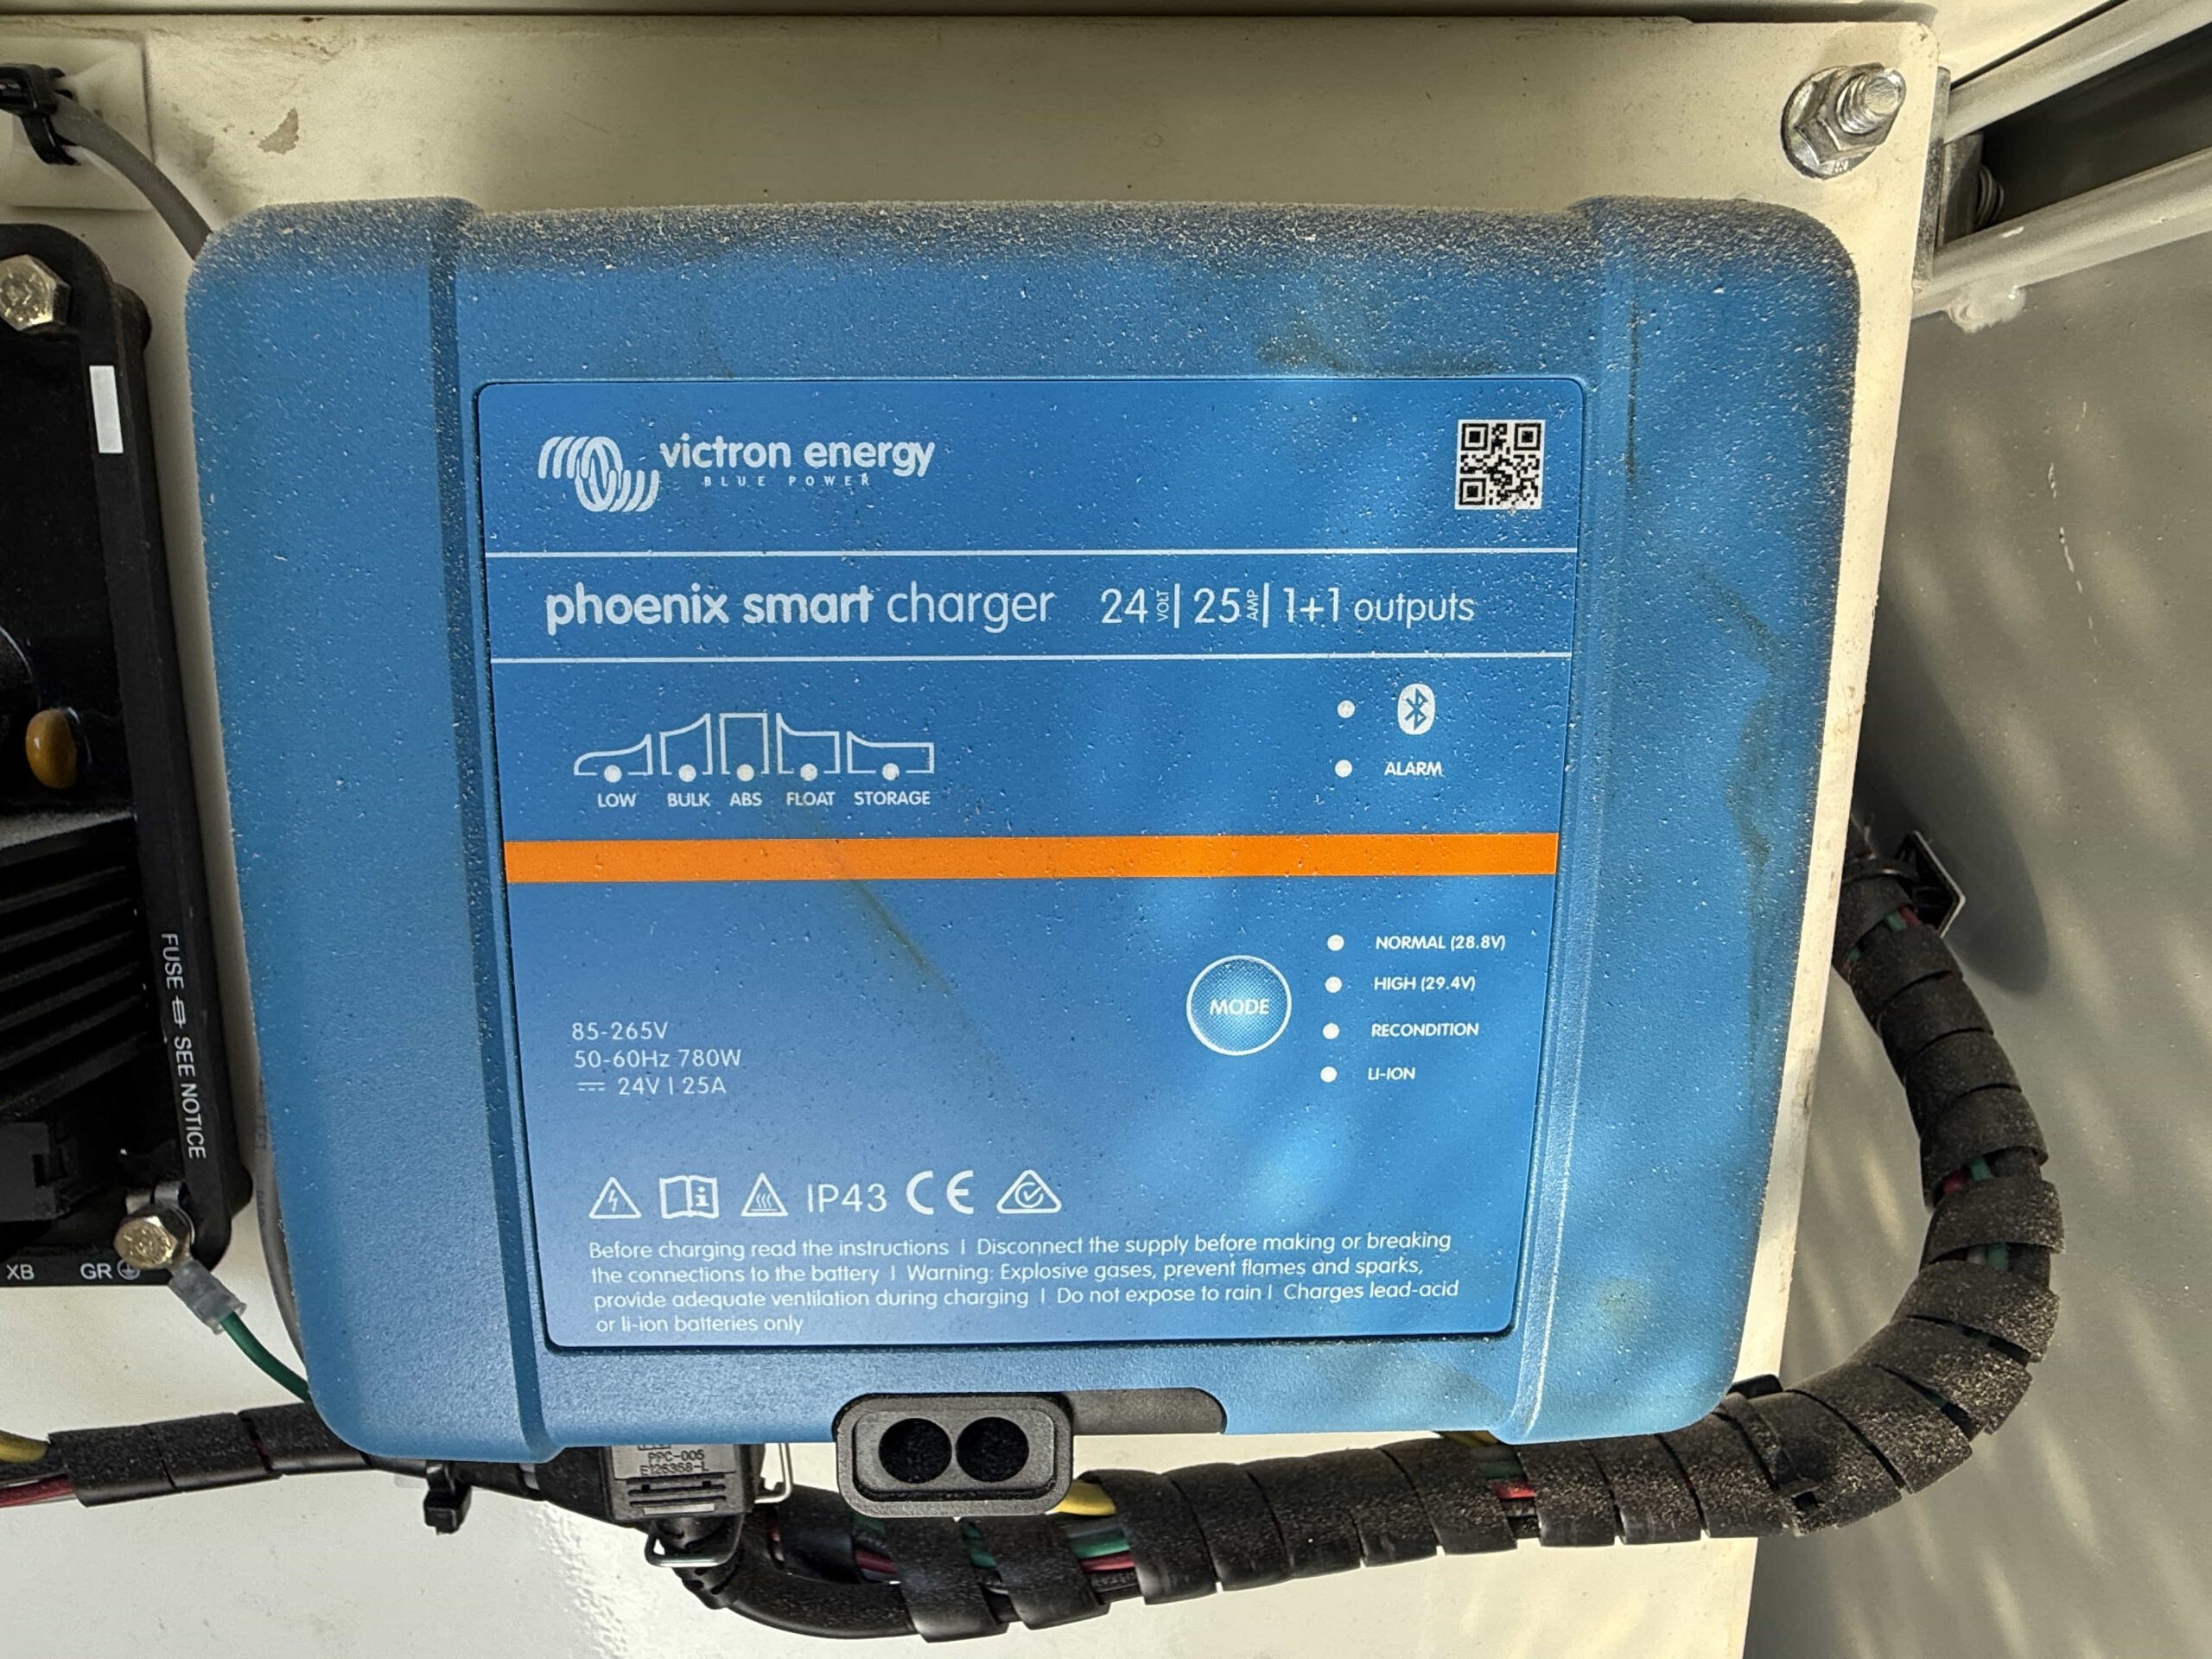 victron energy
BLUE POWER
phoenix smart charger 24 VOLT | 25 AMP | 1+1 outputs
LOW BULK ABS FLOAT STORAGE
ALARM
NORMAL (28.8V)
HIGH (29.4V)
MODE
RECONDITION
LI-ION
85-265V
50-60Hz 780W
24V | 25A
IP43 CE
Before charging read the instructions | Disconnect the supply before making or breaking
the connections to the battery | Warning: Explosive gases, prevent flames and sparks,
provide adequate ventilation during charging | Do not expose to rain | Charges lead-acid
or li-ion batteries only
FUSE SEE NOTICE
XB GR
PPC-005
E126368-L